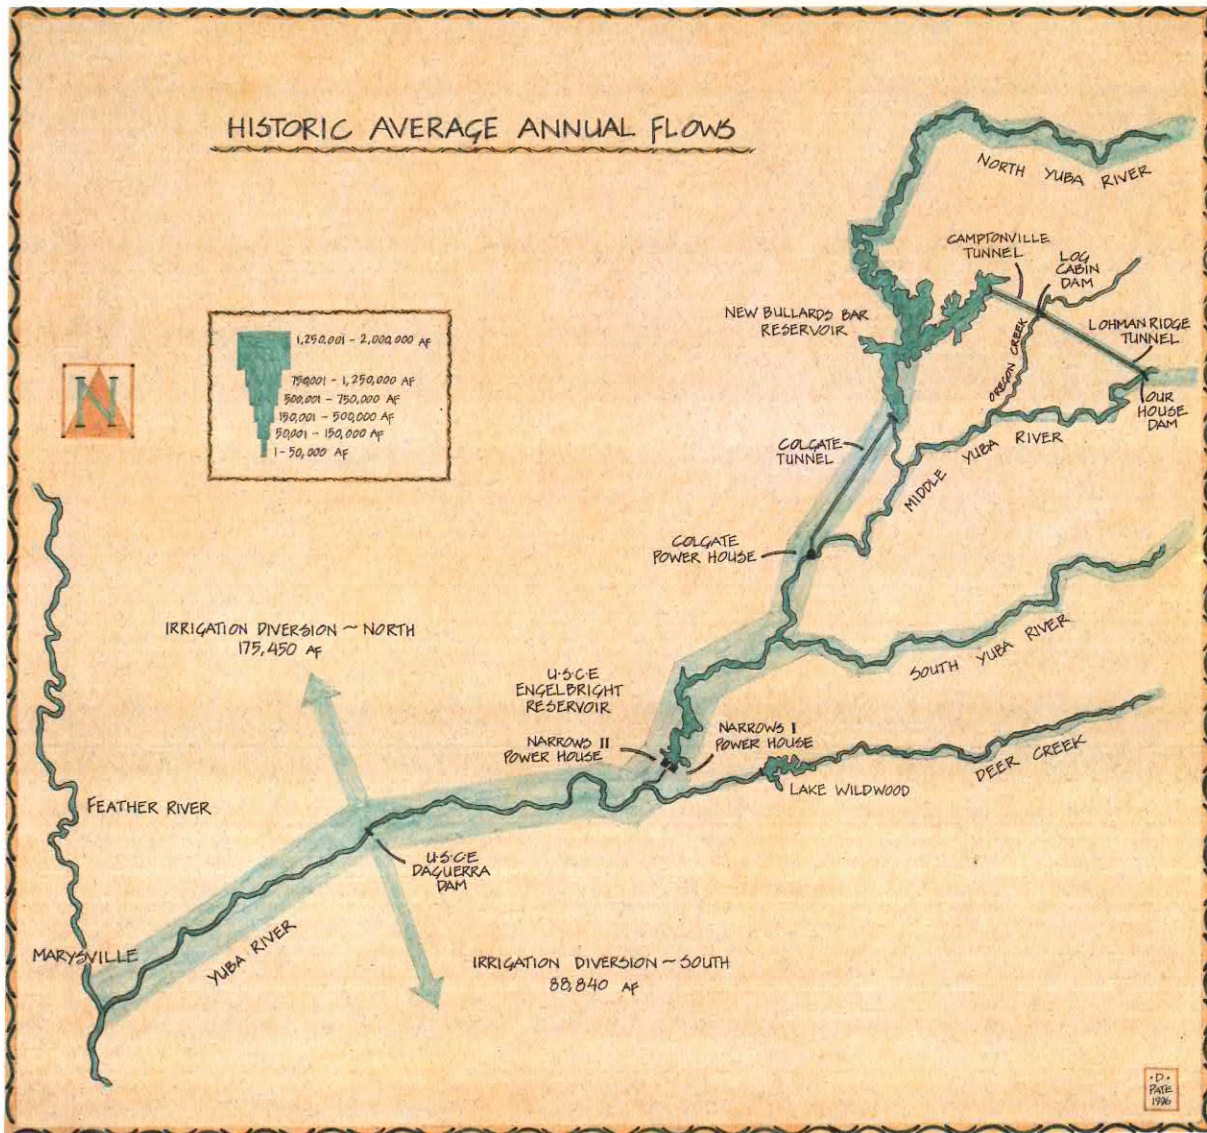 HISTORIC AVERAGE ANNUAL FLOWS
NORTH YUBA RIVER
CAMPTONVILLE
TUNNEL
LOG
CABIN
DAM
NEW BULLARDS BAR
RESERVOIR
LOHMAN RIDGE
TUNNEL
OREGON CREEK
OUR
HOUSE
DAM
1,250,001 - 2,000,000 AF
750,001 - 1,250,000 AF
500,001 - 750,000 AF
150,001 - 500,000 AF
50,001 - 150,000 AF
1 - 50,000 AF
N
COLGATE
TUNNEL
MIDDLE YUBA RIVER
COLGATE
POWER HOUSE
IRRIGATION DIVERSION ~ NORTH
175,450 AF
SOUTH YUBA RIVER
U·S·C·E
ENGELBRIGHT
RESERVOIR
NARROWS II
POWER HOUSE
NARROWS I
POWER HOUSE
DEER CREEK
LAKE WILDWOOD
FEATHER RIVER
U·S·C·E
DAGUERRA
DAM
MARYSVILLE
YUBA RIVER
IRRIGATION DIVERSION ~ SOUTH
88,840 AF
·D·
PATE
1996